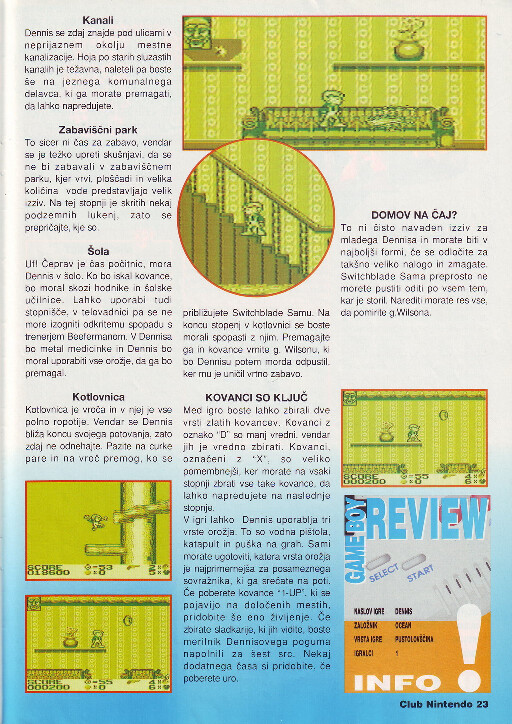 Kanali
Dennis se zdaj znajde pod ulicami v
neprijaznem okolju mestne
kanalizacije. Hoja po starih sluzastih
kanalih je težavna, naleteli pa boste
še na jeznega komunalnega
delavca, ki ga morate premagati,
da lahko napredujete.
Zabaviščni park
To sicer ni čas za zabavo, vendar
se je težko upreti skušnjavi, da se
ne bi zabavali v zabaviščnem
parku, kjer vrvi, ploščadi in velika
količina vode predstavljajo velik
izziv. Na tej stopnji je skritih nekaj
podzemnih lukenj, zato se
prepričajte, kje so.
Šola
Uf! Čeprav je čas počitnic, mora
Dennis v šolo. Ko bo iskal kovance,
bo moral skozi hodnike in šolske
učilnice. Lahko uporabi tudi
stopnišče, v telovadnici pa se ne
more izogniti odkritemu spopadu s
trenerjem Beefermanom. V Dennisa
bo metal medicinke in Dennis bo
moral uporabiti vse orožje, da ga bo
premagal.
Kotlovnica
Kotlovnica je vroča in v njej je vse
polno ropotije. Vendar se Dennis
bliža koncu svojega potovanja, zato
zdaj ne odnehajte. Pazite na curke
pare in na vroč premog, ko se
približujete Switchblade Samu. Na
koncu stopenj v kotlovnici se boste
morali spopasti z njim. Premagajte
ga in kovance vrnite g. Wilsonu, ki
bo Dennisu potem morda odpustil,
ker mu je uničil vrtno zabavo.
KOVANCI SO KLJUČ
Med igro boste lahko zbirali dve
vrsti zlatih kovancev. Kovanci z
oznako "D" so manj vredni, vendar
jih je vredno zbirati. Kovanci,
označeni z "X", so veliko
pomembnejši, ker morate na vsaki
stopnji zbrati vse take kovance, da
lahko napredujete na naslednje
stopnje.
V igri lahko Dennis uporablja tri
vrste orožja. To so vodna pištola,
katapult in puška na grah. Sami
morate ugotoviti, katera vrsta orožja
je najprimernejša za posameznega
sovražnika, ki ga srečate na poti.
Če poberete kovance "1-UP", ki se
pojavijo na določenih mestih,
pridobite še eno življenje. Če
zbirate sladkarije, ki jih vidite, boste
merilnik Dennisovega poguma
napolnili za šest src. Nekaj
dodatnega časa si pridobite, če
poberete uro.
DOMOV NA ČAJ?
To ni čisto navaden izziv za
mladega Dennisa in morate biti v
najboljši formi, če se odločite za
takšno veliko nalogo in zmagate.
Switchblade Sama preprosto ne
morete pustiti oditi po vsem tem,
kar je storil. Narediti morate res vse,
da pomirite g.Wilsona.
SCORE
000200
SCORE
018600
SCORE
000200
GAME BOY
REVIEW
SELECT
START
NASLOV IGRE DENNIS
ZALOŽNIK OCEAN
VRSTA IGRE PUSTOLOVŠČINA
IGRALCI 1
INFO!
Club Nintendo 23